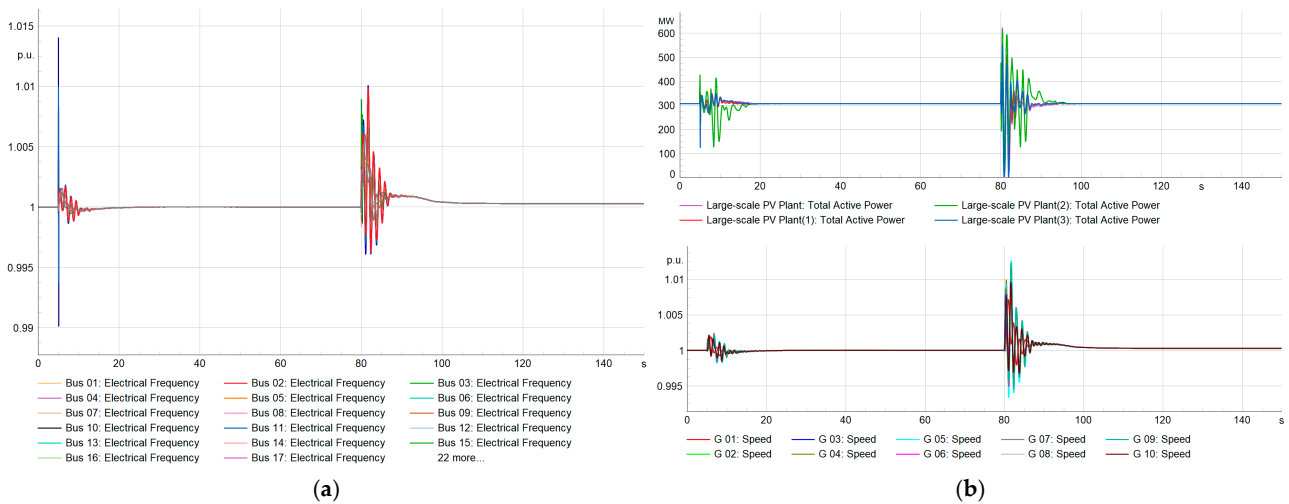 1.015
p.u.
1.01
1.005
1
0.995
0.99
0 20 40 60 80 100 120 140 s
Bus 01: Electrical Frequency Bus 02: Electrical Frequency Bus 03: Electrical Frequency
Bus 04: Electrical Frequency Bus 05: Electrical Frequency Bus 06: Electrical Frequency
Bus 07: Electrical Frequency Bus 08: Electrical Frequency Bus 09: Electrical Frequency
Bus 10: Electrical Frequency Bus 11: Electrical Frequency Bus 12: Electrical Frequency
Bus 13: Electrical Frequency Bus 14: Electrical Frequency Bus 15: Electrical Frequency
Bus 16: Electrical Frequency Bus 17: Electrical Frequency 22 more...
(a)
MW
600
500
400
300
200
100
0
0 20 40 60 80 100 120 140 s
Large-scale PV Plant: Total Active Power Large-scale PV Plant(2): Total Active Power
Large-scale PV Plant(1): Total Active Power Large-scale PV Plant(3): Total Active Power
p.u.
1.01
1.005
1
0.995
0 20 40 60 80 100 120 140 s
G 01: Speed G 03: Speed G 05: Speed G 07: Speed G 09: Speed
G 02: Speed G 04: Speed G 06: Speed G 08: Speed G 10: Speed
(b)